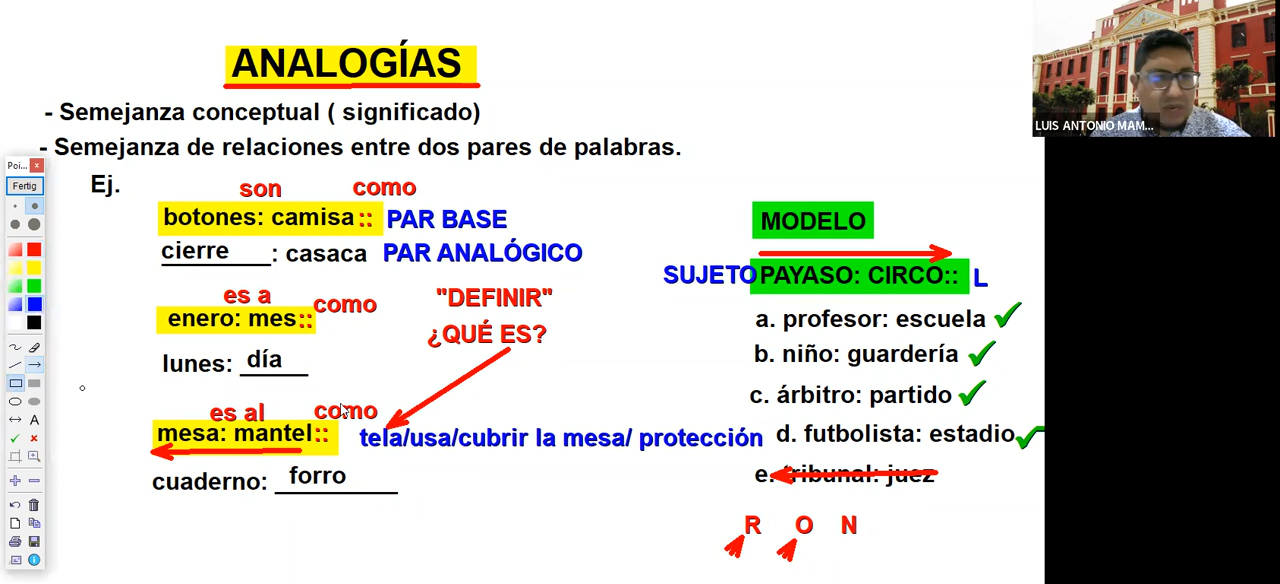 ANALOGÍAS
- Semejanza conceptual ( significado)
- Semejanza de relaciones entre dos pares de palabras.
Ej.
son como
botones: camisa:: PAR BASE
cierre : casaca PAR ANALÓGICO
es a como
enero: mes::
lunes: día
"DEFINIR"
¿QUÉ ES?
es al como
mesa: mantel:: tela/usa/cubrir la mesa/ protección
cuaderno: forro
MODELO
SUJETO PAYASO: CIRCO:: L
a. profesor: escuela
b. niño: guardería
c. árbitro: partido
d. futbolista: estadio
e. tribunal: juez
R O N
LUIS ANTONIO MAM...
Poi...
x
Fertig
A